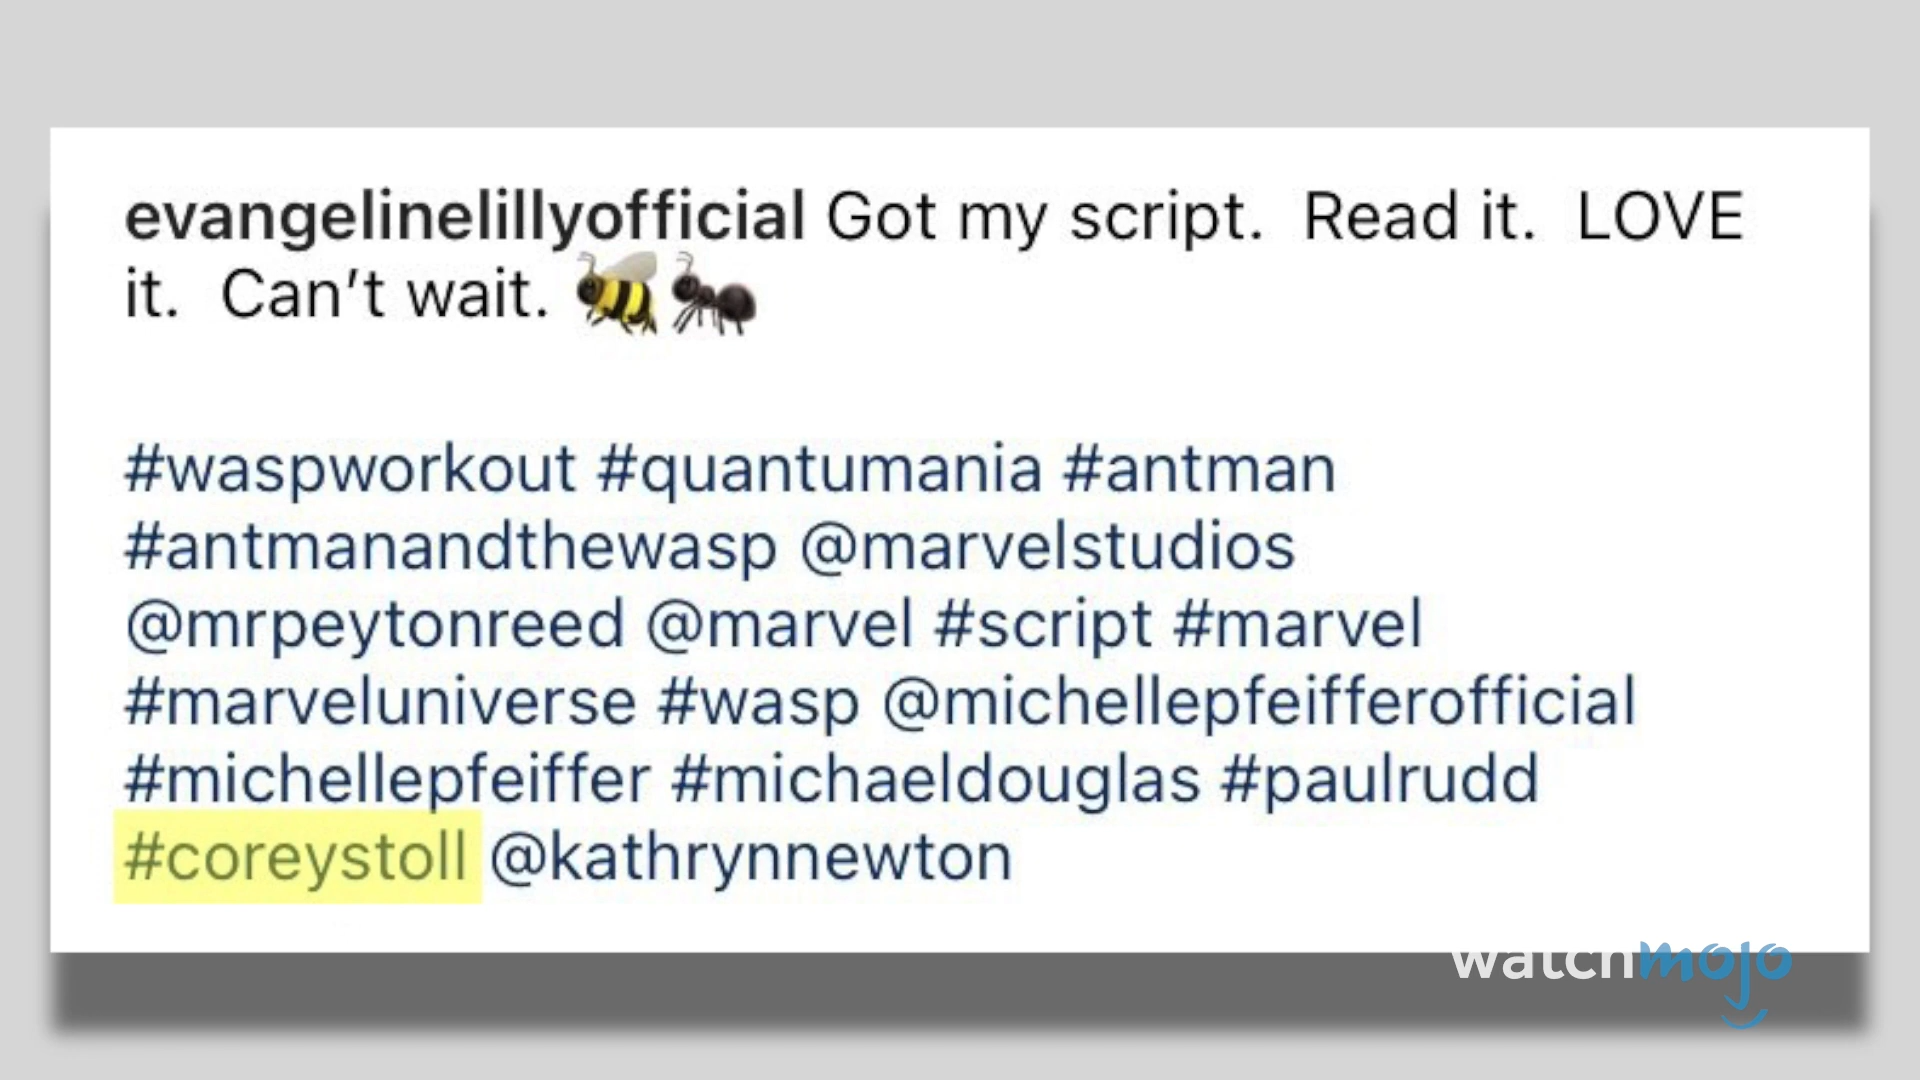 evangelinelillyofficial Got my script.  Read it.  LOVE
it.  Can’t wait. 🐝🐜
#waspworkout #quantumania #antman
#antmanandthewasp @marvelstudios
@mrpeytonreed @marvel #script #marvel
#marveluniverse #wasp @michellepfeifferofficial
#michellepfeiffer #michaeldouglas #paulrudd
#coreystoll @kathrynnewton
watchmojo